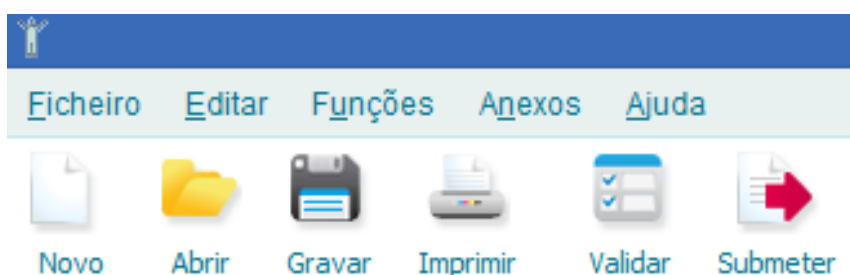 Ficheiro Editar Funções Anexos Ajuda
Novo Abrir Gravar Imprimir Validar Submeter